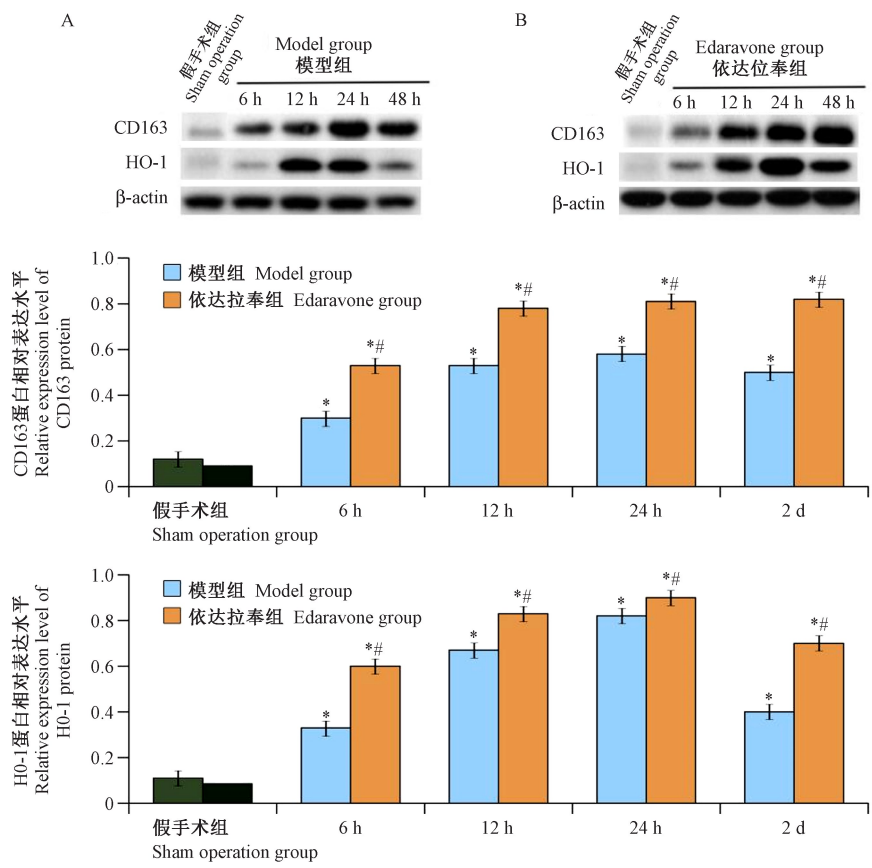 A
假手术组
Sham operation
group
Model group
模型组
6 h 12 h 24 h 48 h
CD163
HO-1
β-actin
B
假手术组
Sham operation
group
Edaravone group
依达位奉组
6 h 12 h 24 h 48 h
CD163
HO-1
β-actin
CD163蛋白相对表达水平
Relative expression level of
CD163 protein
1.0
0.8
0.6
0.4
0.2
0
模型组 Model group
依达拉奉组 Edaravone group
* *# * *# * *# * *#
假手术组 6 h 12 h 24 h 2 d
Sham operation group
H0-1蛋白相对表达水平
Relative expression level of
H0-1 protein
1.0
0.8
0.6
0.4
0.2
0
模型组 Model group
依达拉奉组 Edaravone group
* *# * *# * *# * *#
假手术组 6 h 12 h 24 h 2 d
Sham operation group